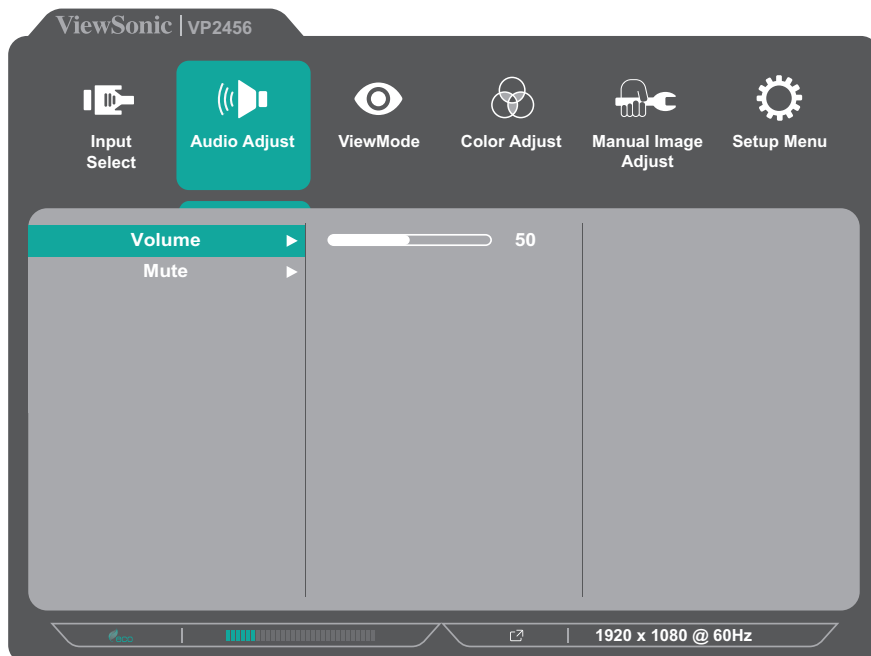 ViewSonic | VP2456
Input Select
Audio Adjust
ViewMode
Color Adjust
Manual Image Adjust
Setup Menu
Volume 50
Mute
eco
1920 x 1080 @ 60Hz